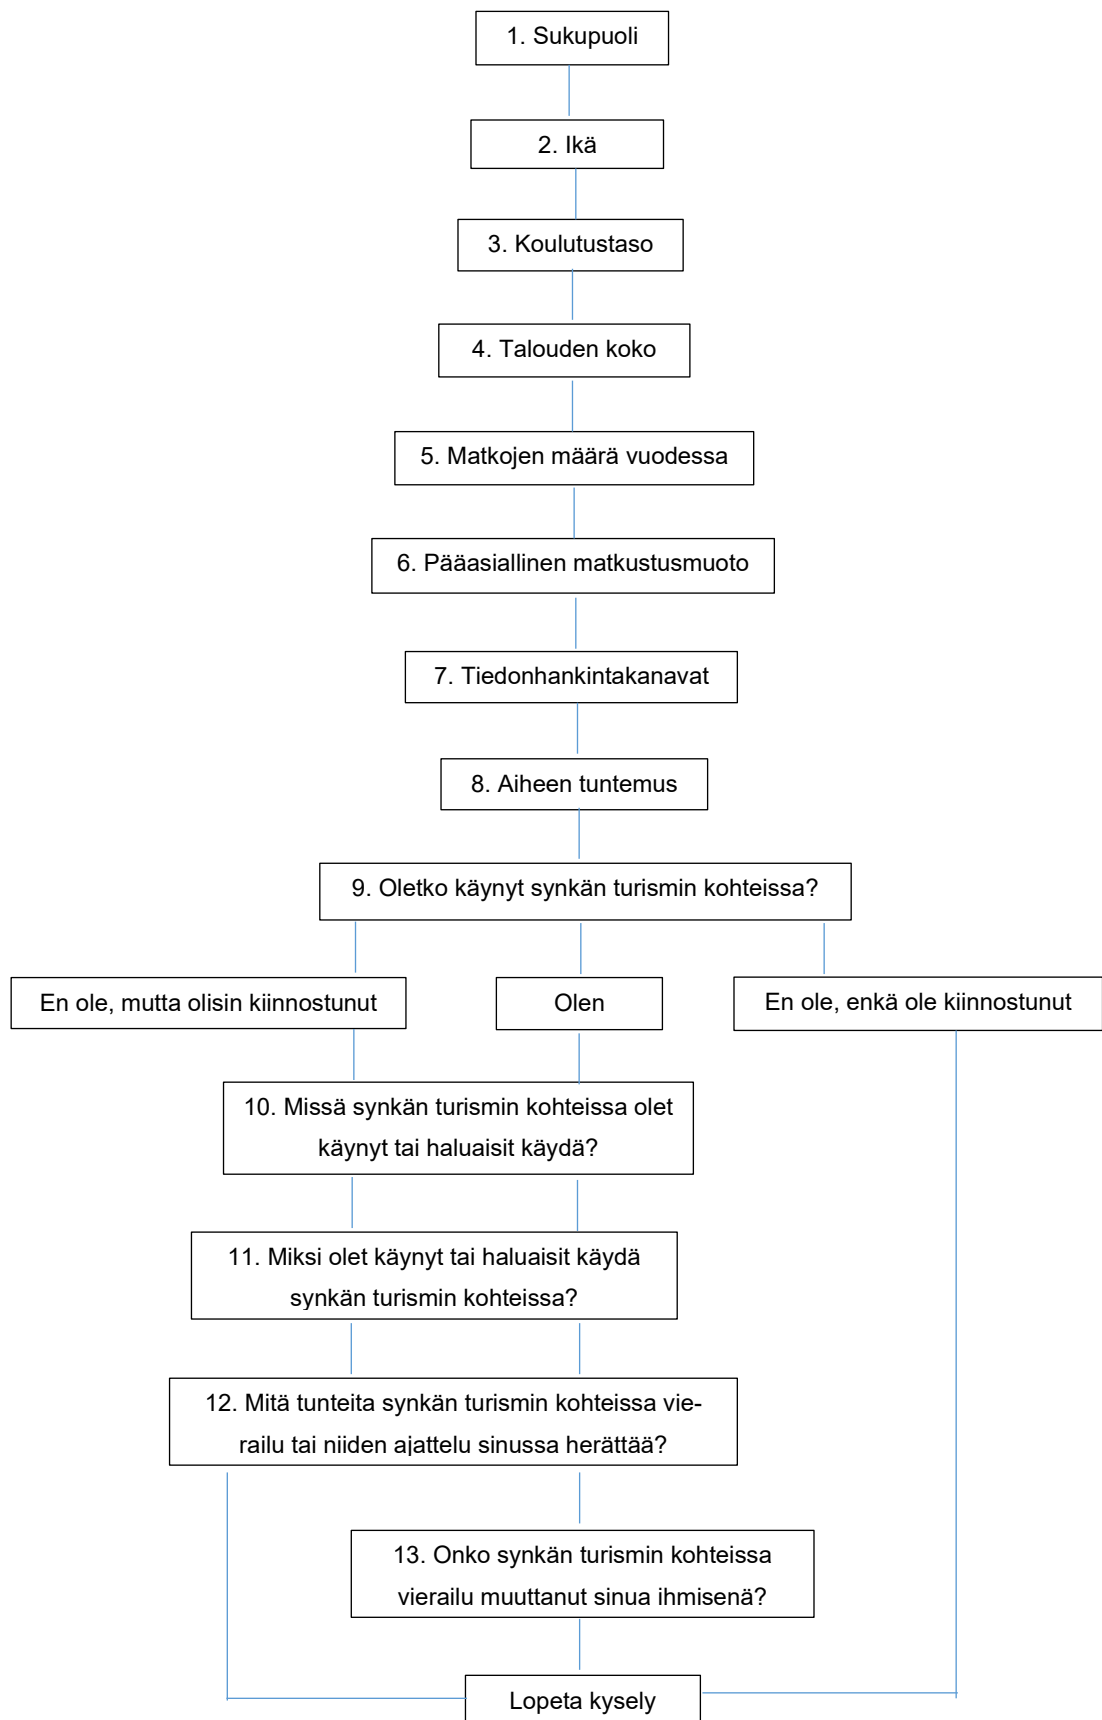 1. Sukupuoli
2. Ikä
3. Koulutustaso
4. Talouden koko
5. Matkojen määrä vuodessa
6. Pääasiallinen matkustusmuoto
7. Tiedonhankintakanavat
8. Aiheen tuntemus
9. Oletko käynyt synkän turismin kohteissa?
En ole, mutta olisin kiinnostunut
Olen
En ole, enkä ole kiinnostunut
10. Missä synkän turismin kohteissa olet
käynyt tai haluaisit käydä?
11. Miksi olet käynyt tai haluaisit käydä
synkän turismin kohteissa?
12. Mitä tunteita synkän turismin kohteissa vie-
railu tai niiden ajattelu sinussa herättää?
13. Onko synkän turismin kohteissa
vierailu muuttanut sinua ihmisenä?
Lopeta kysely